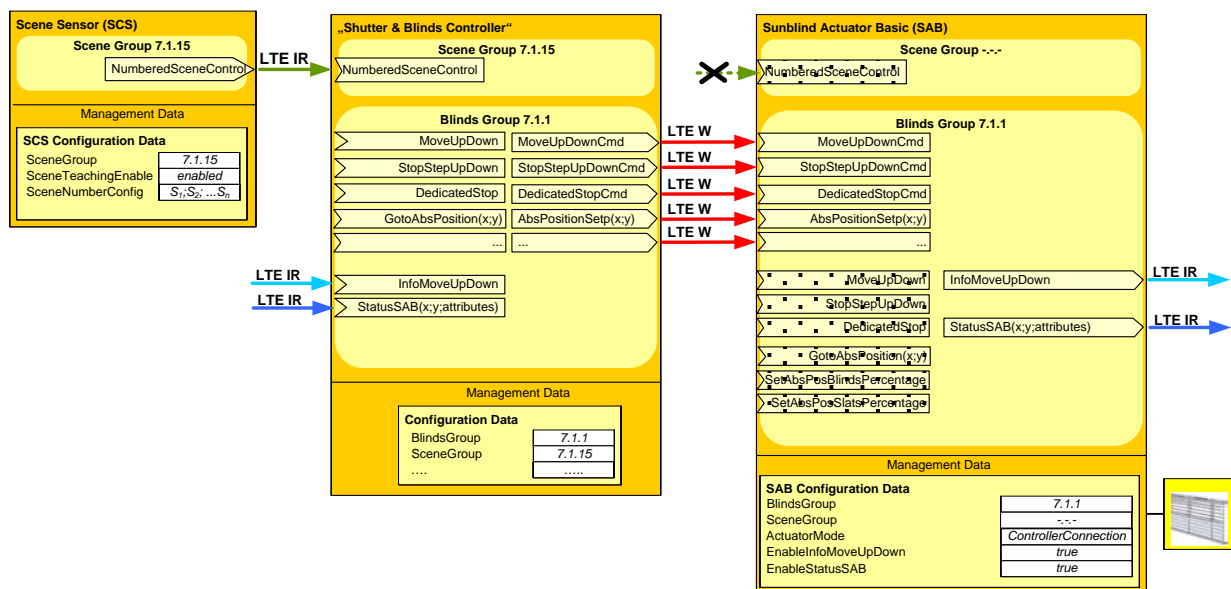 Scene Sensor (SCS)
Scene Group 7.1.15
NumberedSceneControl
Management Data
SCS Configuration Data
SceneGroup 7.1.15
SceneTeachingEnable enabled
SceneNumberConfig S1;S2; ...Sn
LTE IR
„Shutter & Blinds Controller“
Scene Group 7.1.15
NumberedSceneControl
Blinds Group 7.1.1
MoveUpDown MoveUpDownCmd
StopStepUpDown StopStepUpDownCmd
DedicatedStop DedicatedStopCmd
GotoAbsPosition(x;y) AbsPositionSetp(x;y)
... ...
LTE IR
InfoMoveUpDown
LTE IR
StatusSAB(x;y;attributes)
Management Data
Configuration Data
BlindsGroup 7.1.1
SceneGroup 7.1.15
.... .....
LTE W
LTE W
LTE W
LTE W
LTE W
Sunblind Actuator Basic (SAB)
Scene Group -.-.-
NumberedSceneControl
Blinds Group 7.1.1
MoveUpDownCmd
StopStepUpDownCmd
DedicatedStopCmd
AbsPositionSetp(x;y)
...
MoveUpDown InfoMoveUpDown
StopStepUpDown
DedicatedStop StatusSAB(x;y;attributes)
GotoAbsPosition(x;y)
SetAbsPosBlindsPercentage
SetAbsPosSlatsPercentage
LTE IR
LTE IR
Management Data
SAB Configuration Data
BlindsGroup 7.1.1
SceneGroup -.-.-
ActuatorMode ControllerConnection
EnableInfoMoveUpDown true
EnableStatusSAB true